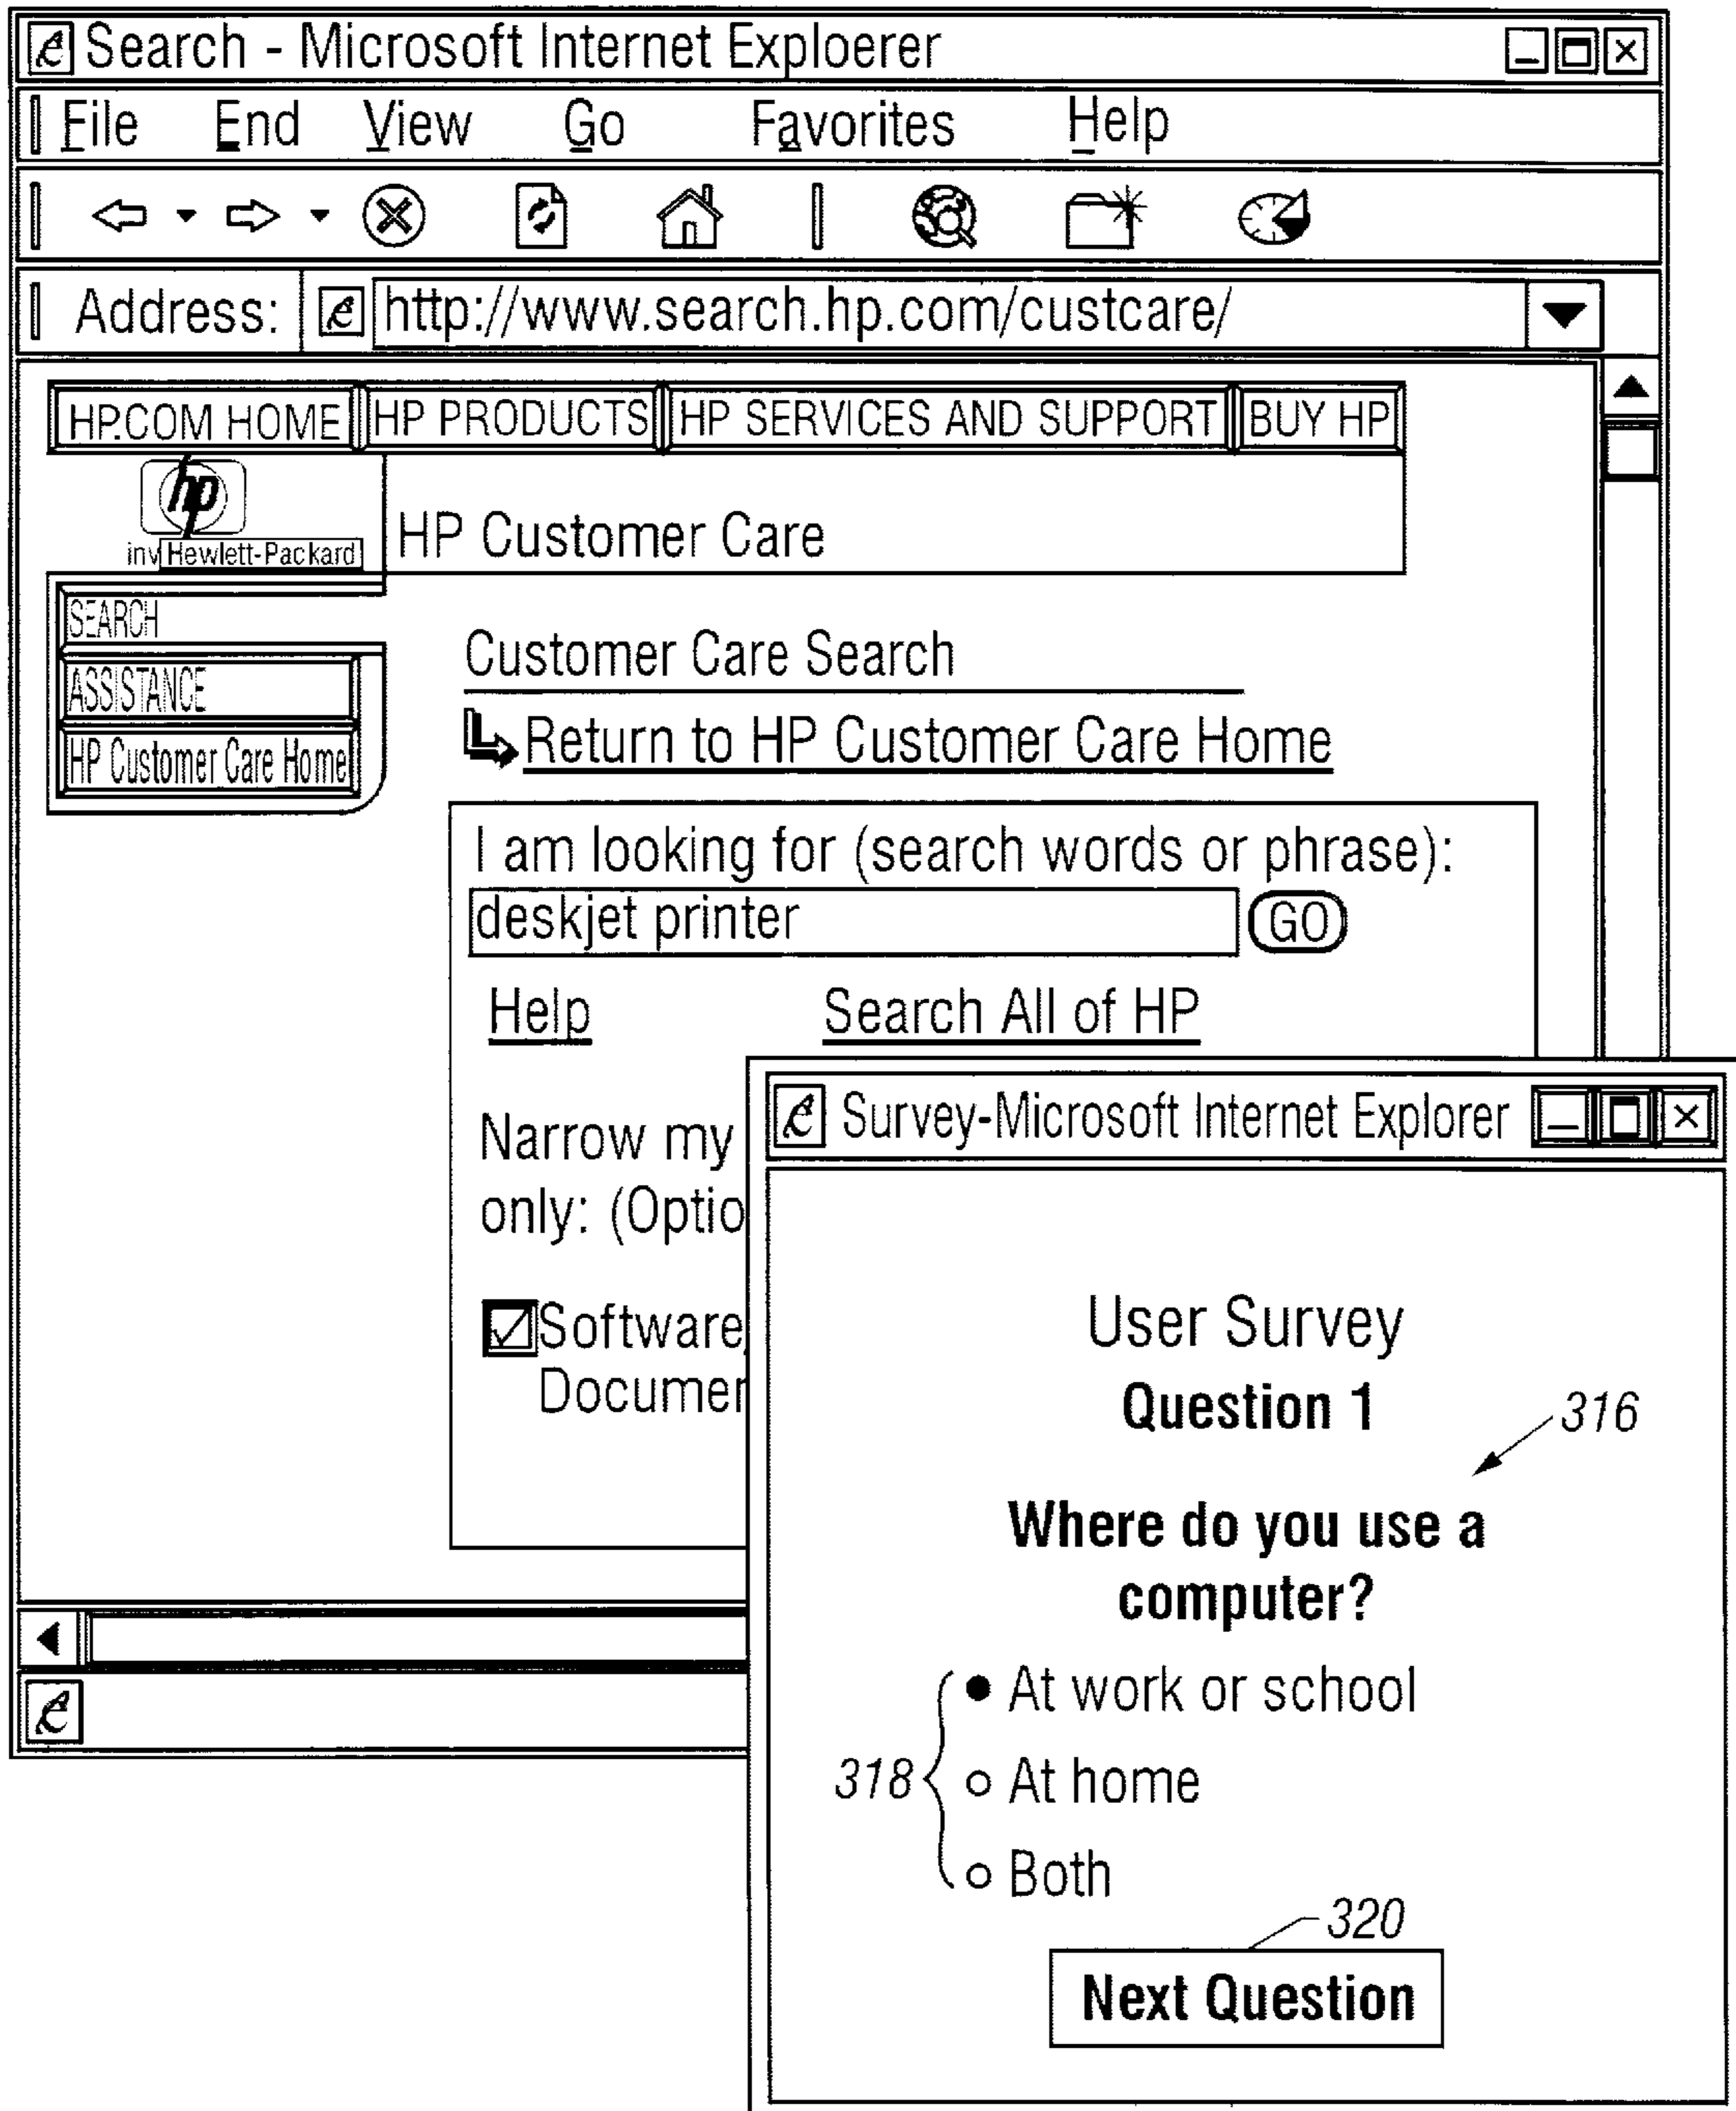 Search - Microsoft Internet Exploerer
File End View Go Favorites Help
Address: http://www.search.hp.com/custcare/
HP.COM HOME HP PRODUCTS HP SERVICES AND SUPPORT BUY HP
hp
inv Hewlett-Packard
HP Customer Care
SEARCH
ASSISTANCE
HP Customer Care Home
Customer Care Search
Return to HP Customer Care Home
I am looking for (search words or phrase):
deskjet printer GO
Help Search All of HP
Narrow my
only: (Optio
Software
Documen
Survey-Microsoft Internet Explorer
User Survey
Question 1
316
Where do you use a
computer?
318
At work or school
At home
Both
320
Next Question